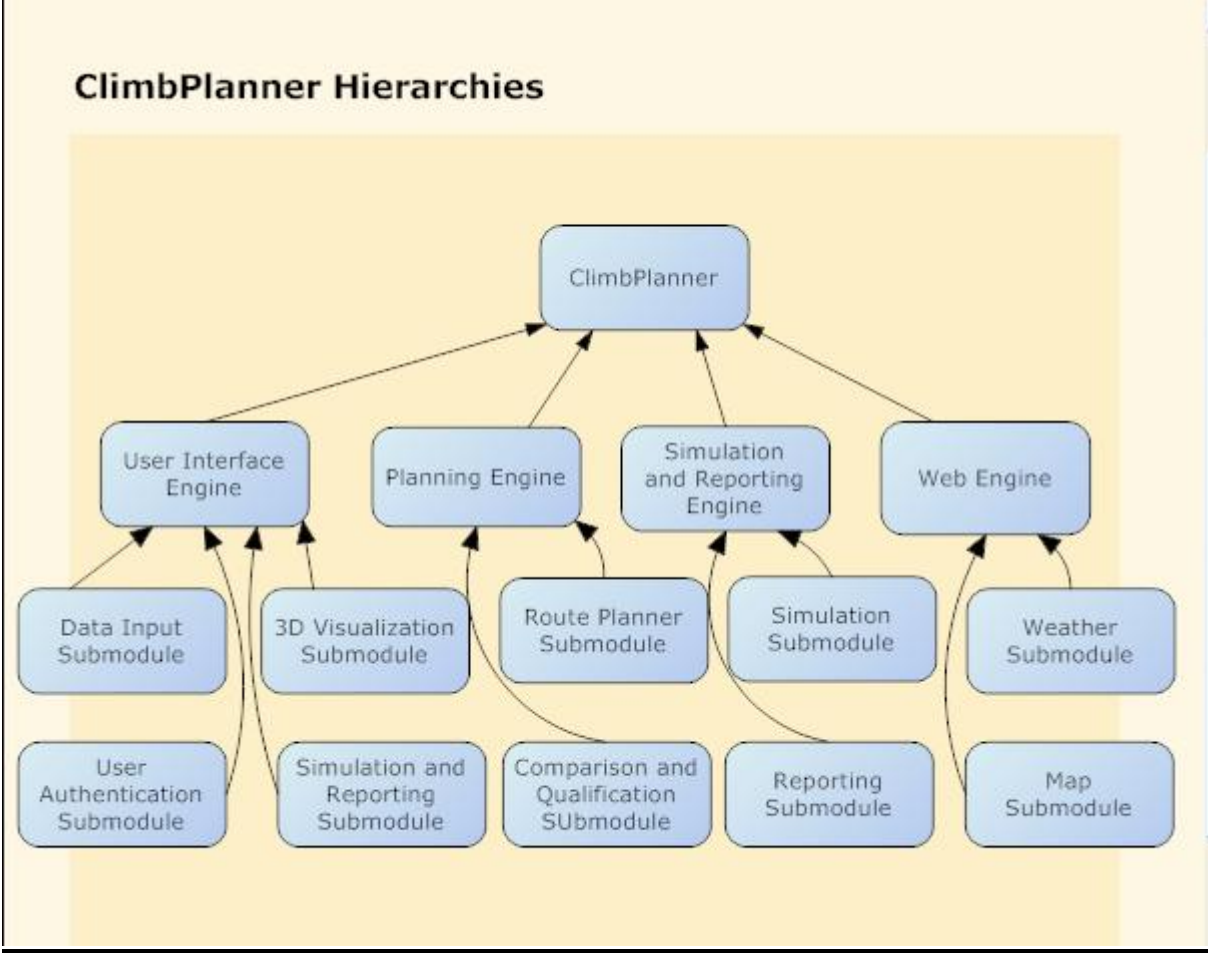 ClimbPlanner Hierarchies
ClimbPlanner
User Interface
Engine
Planning Engine
Simulation
and Reporting
Engine
Web Engine
Data Input
Submodule
3D Visualization
Submodule
Route Planner
Submodule
Simulation
Submodule
Weather
Submodule
User
Authentication
Submodule
Simulation and
Reporting
Submodule
Comparison and
Qualification
SUbmodule
Reporting
Submodule
Map
Submodule